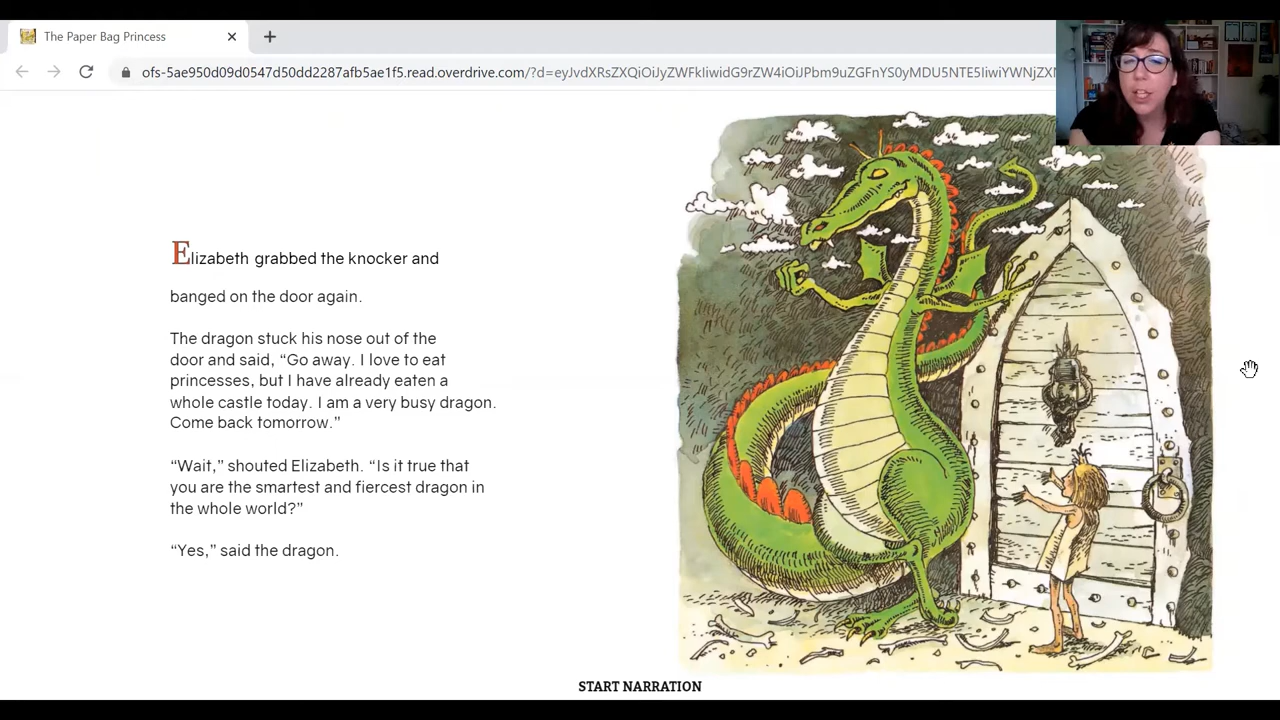 The Paper Bag Princess
ofs-5ae950d09d0547d50dd2287afb5ae1f5.read.overdrive.com/?d=eyJvdXRsZXQiOiJyZWFkIiwidG9rZW4iOiJPbm9uZGFnYS0yMDU5NTE5IiwiYWNjZXN
Elizabeth grabbed the knocker and
banged on the door again.
The dragon stuck his nose out of the
door and said, “Go away. I love to eat
princesses, but I have already eaten a
whole castle today. I am a very busy dragon.
Come back tomorrow.”
“Wait,” shouted Elizabeth. “Is it true that
you are the smartest and fiercest dragon in
the whole world?”
“Yes,” said the dragon.
START NARRATION